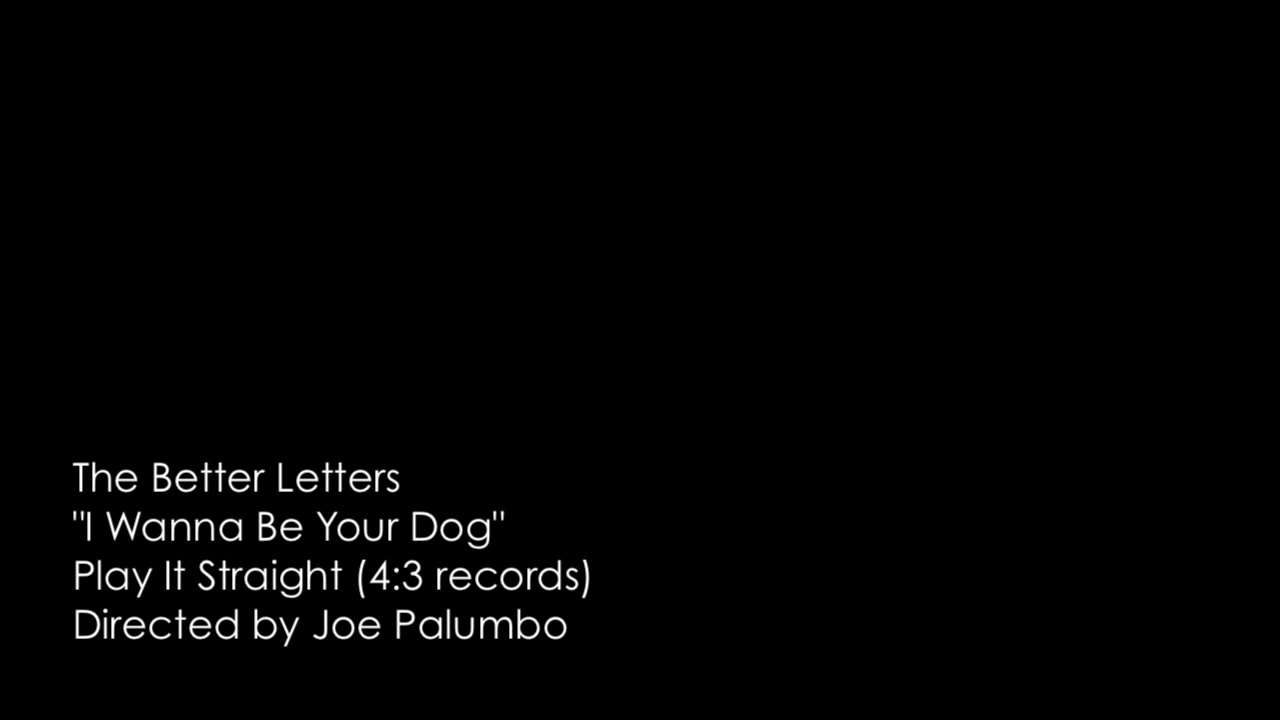 The Better Letters
"I Wanna Be Your Dog"
Play It Straight (4:3 records)
Directed by Joe Palumbo